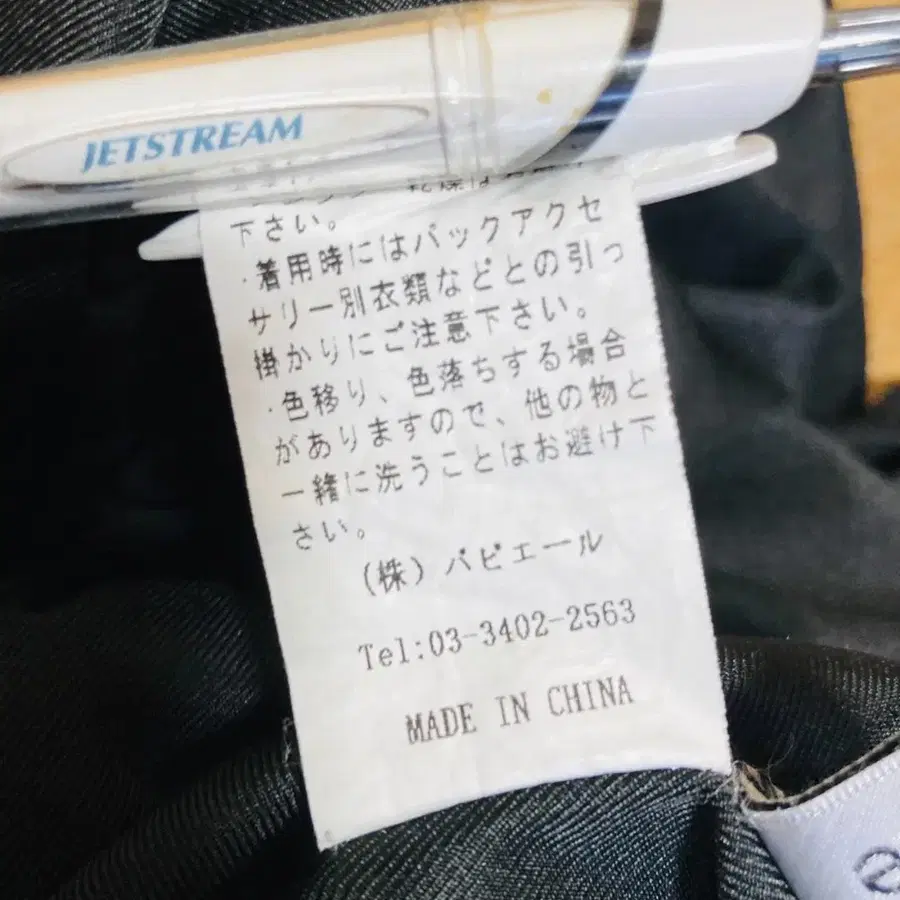 JETSTREAM
下さい。
・着用時にはバックアクセ
サリー別衣類などとの引っ
掛かりにご注意下さい。
・色移り、色落ちする場合
がありますので、他の物と
一緒に洗うことはお避け下
さい。
(株) パピエール
Tel:03-3402-2563
MADE IN CHINA